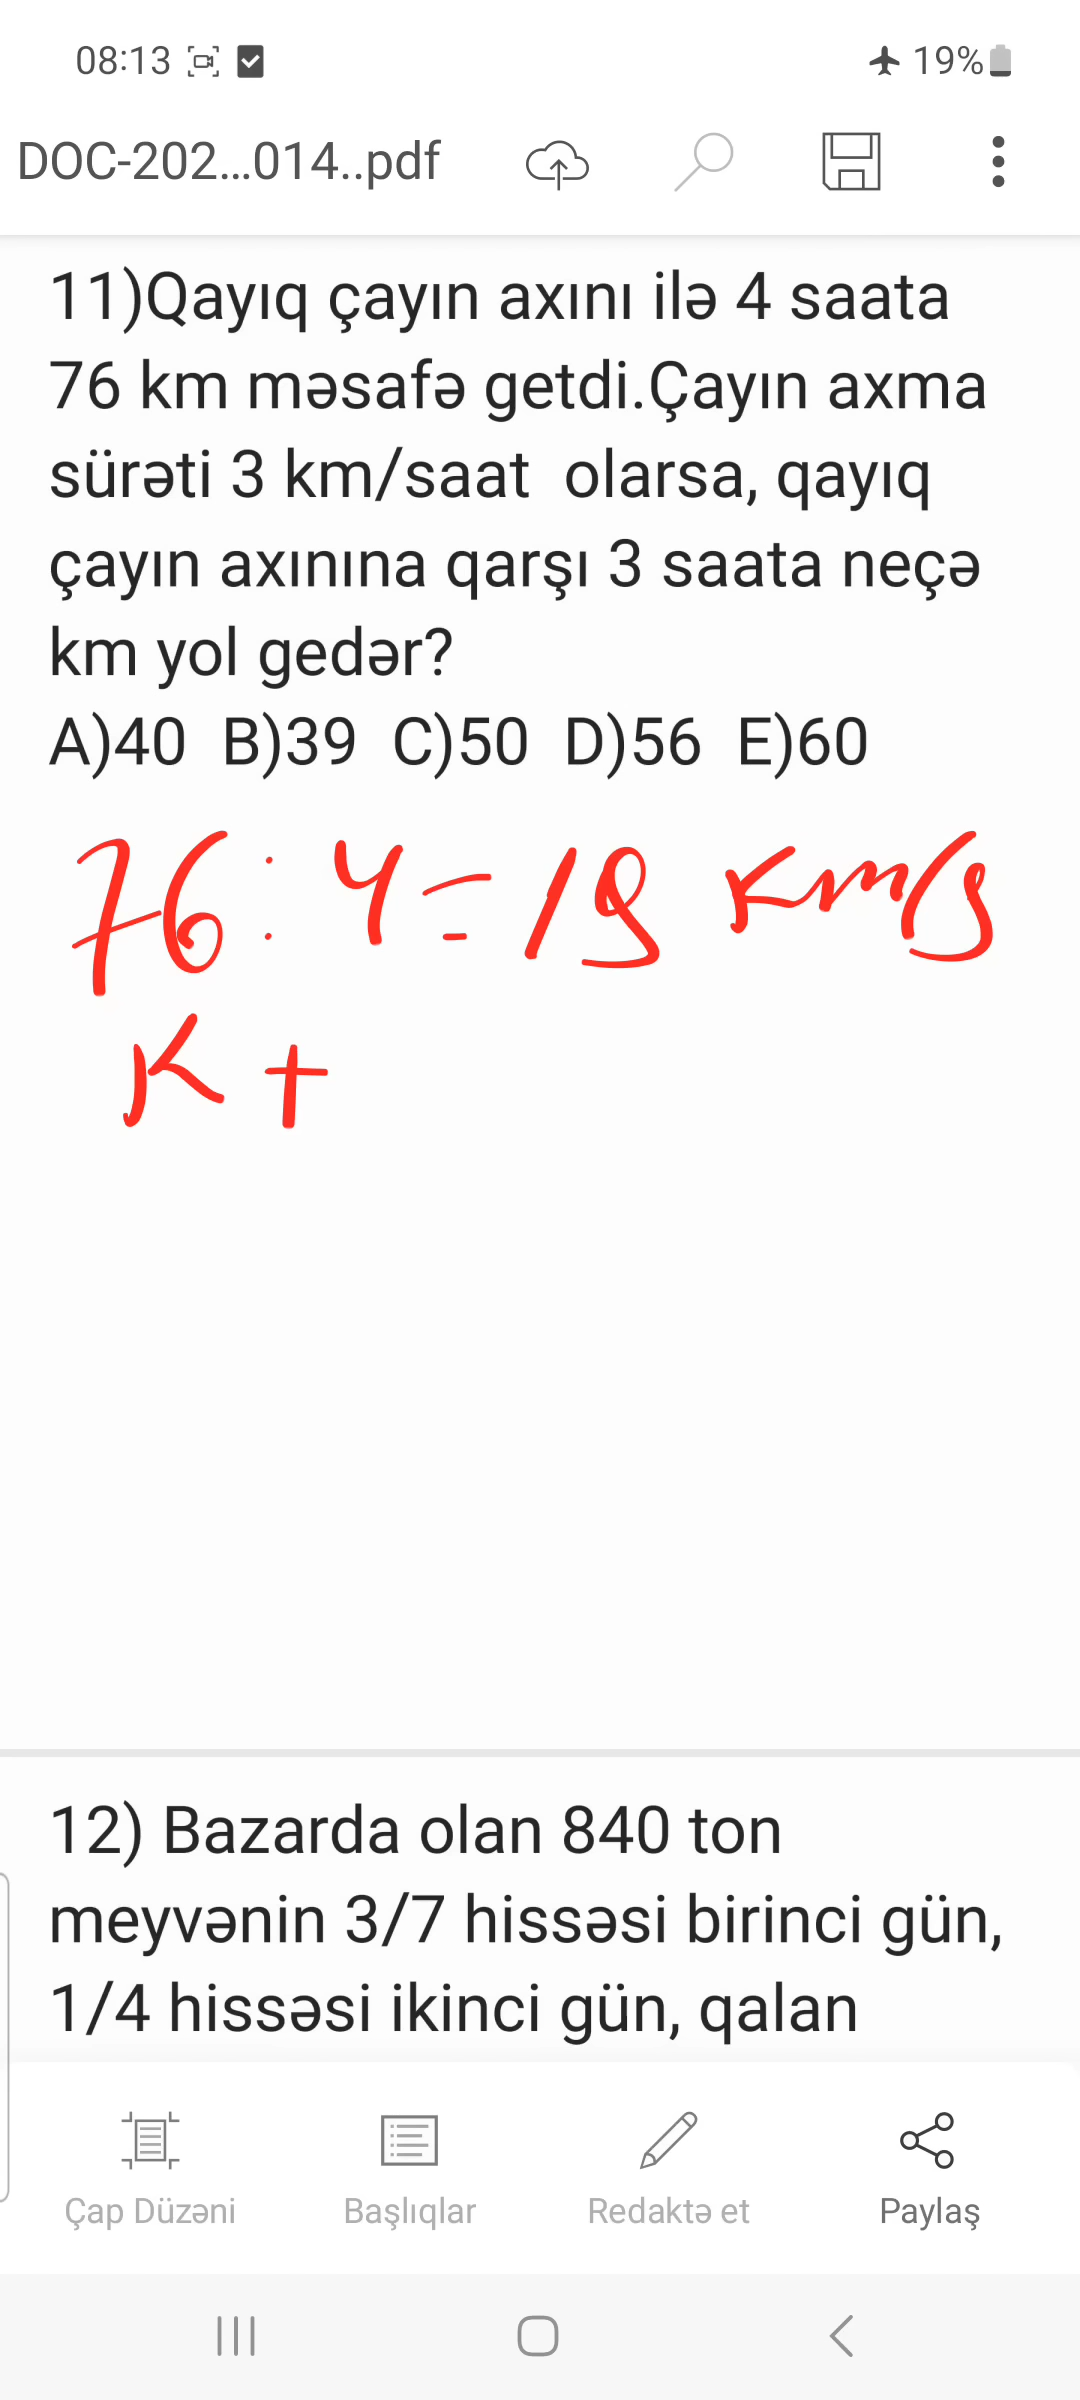 08:13 19%
DOC-202...014..pdf
11)Qayıq çayın axını ilə 4 saata
76 km məsafə getdi.Çayın axma
sürəti 3 km/saat olarsa, qayıq
çayın axınına qarşı 3 saata neçə
km yol gedər?
A)40 B)39 C)50 D)56 E)60
76:4=19 km/s
K+
12) Bazarda olan 840 ton
meyvənin 3/7 hissəsi birinci gün,
1/4 hissəsi ikinci gün, qalan
Çap Düzəni Başlıqlar Redaktə et Paylaş